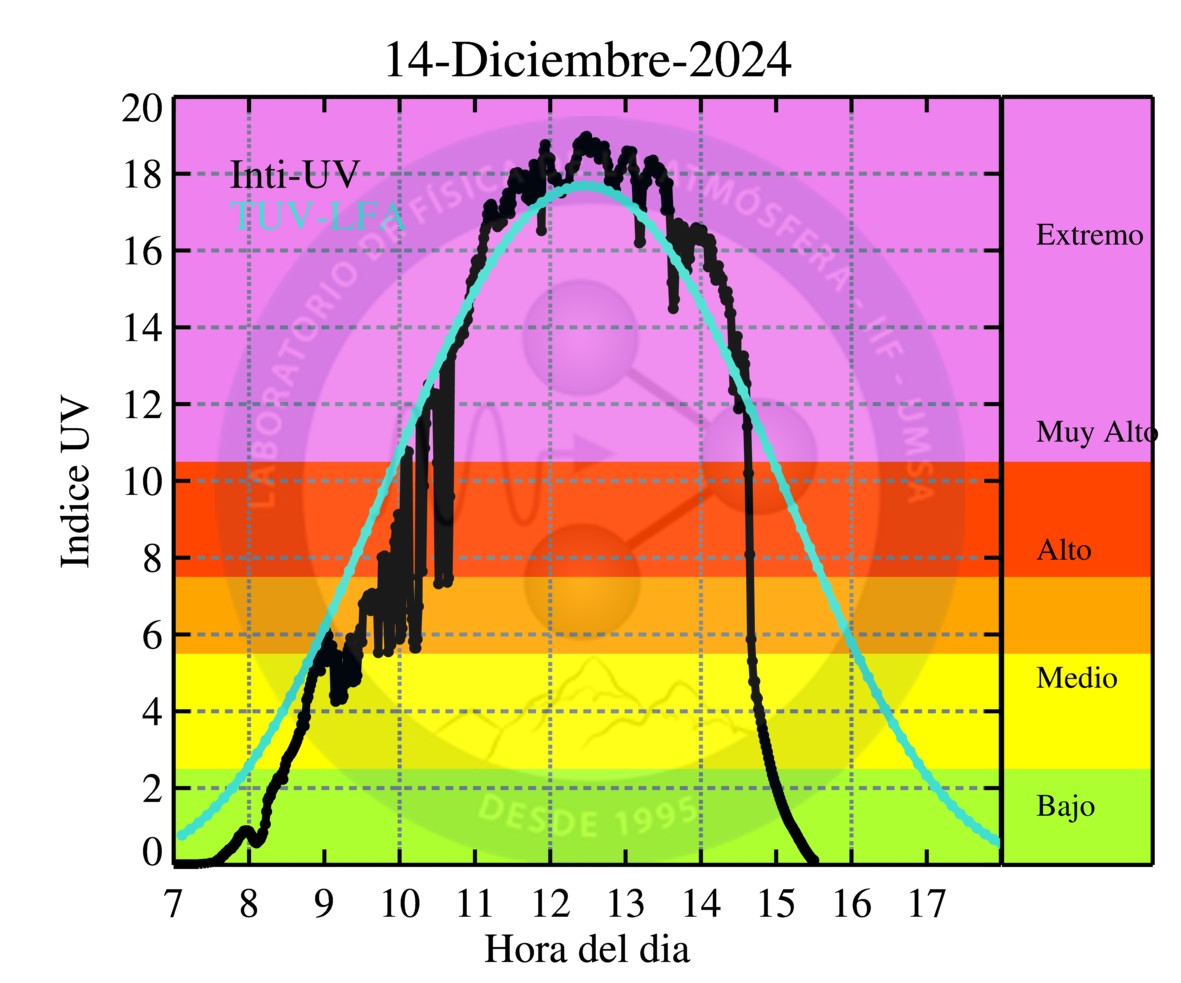 14-Diciembre-2024
Inti-UV
TUV-LFA
LABORATORIO DE FÍSICA
ATMÓSFERA - IIF - UMSA
DESDE 1995
Indice UV
20
18
16
14
12
10
8
6
4
2
0
Extremo
Muy Alto
Alto
Medio
Bajo
7 8 9 10 11 12 13 14 15 16 17
Hora del dia